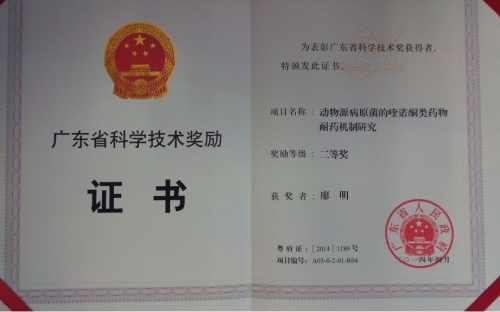 广东省科学技术奖励
证书
为表彰广东省科学技术奖获得者，
特颁发此证书。
项目名称：动物源病原菌的喹诺酮类药物
耐药机制研究
奖励等级：二等奖
获奖者：廖明
广东省人民政府
粤府证：[2014]1189号
项目编号：A03-0-2-01-R04
二〇一四年四月